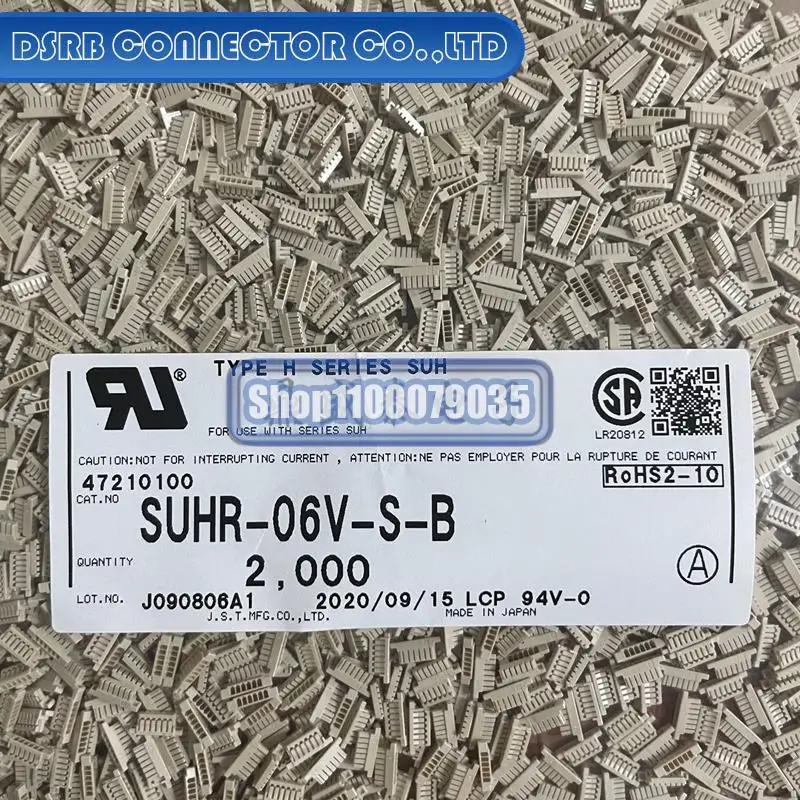 DSRB CONNECTOR CO.,LTD
TYPE H SERIES SUH
Shop1108079035
FOR USE WITH SERIES SUH
LR20812
CAUTION:NOT FOR INTERRUPTING CURRENT , ATTENTION:NE PAS EMPLOYER POUR LA RUPTURE DE COURANT
47210100
RoHS2-10
CAT.NO
SUHR-06V-S-B
QUANTITY
2,000
A
LOT.NO.
J090806A1
2020/09/15 LCP 94V-0
J.S.T.MFG.CO.,LTD.
MADE IN JAPAN